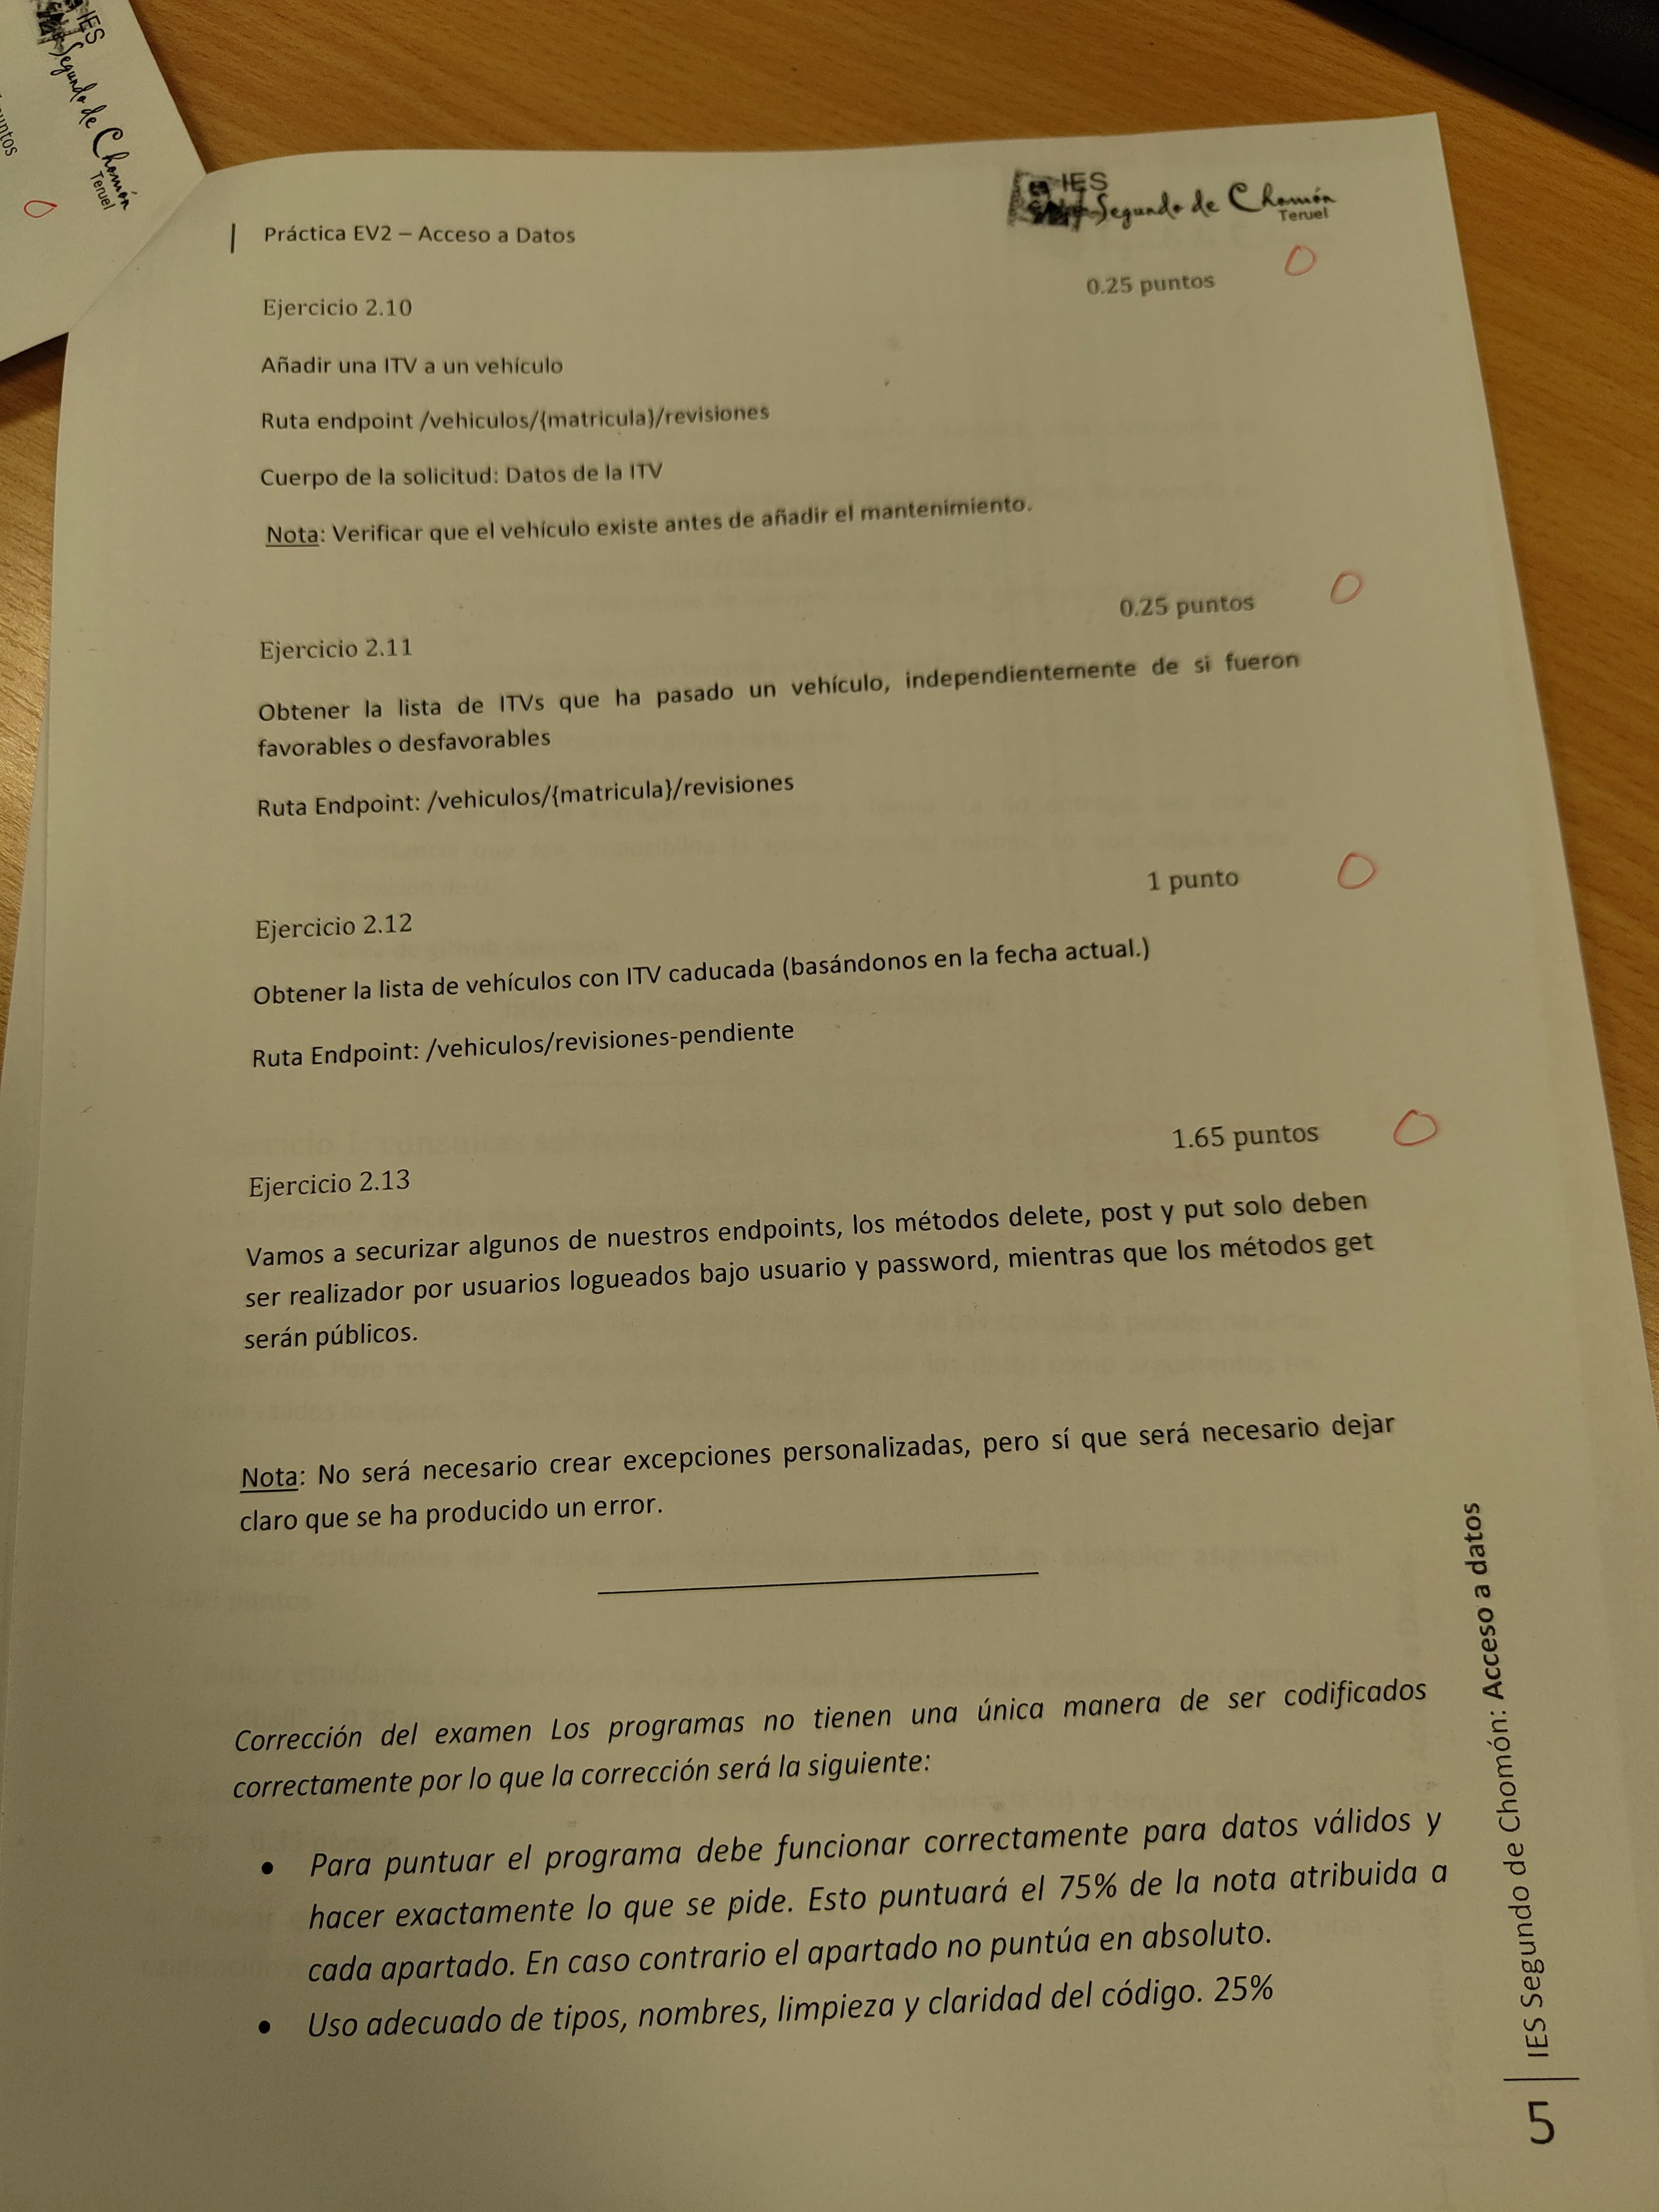 IES
Segundo de Chomón
Teruel
untos
IES
Segundo de Chomón
Teruel
Práctica EV2 – Acceso a Datos
0.25 puntos
0
Ejercicio 2.10
Añadir una ITV a un vehículo
Ruta endpoint /vehiculos/{matricula}/revisiones
Cuerpo de la solicitud: Datos de la ITV
Nota: Verificar que el vehículo existe antes de añadir el mantenimiento.
0.25 puntos
0
Ejercicio 2.11
Obtener la lista de ITVs que ha pasado un vehículo, independientemente de si fueron
favorables o desfavorables
Ruta Endpoint: /vehiculos/{matricula}/revisiones
1 punto
0
Ejercicio 2.12
Obtener la lista de vehículos con ITV caducada (basándonos en la fecha actual.)
Ruta Endpoint: /vehiculos/revisiones-pendiente
1.65 puntos
0
Ejercicio 2.13
Vamos a securizar algunos de nuestros endpoints, los métodos delete, post y put solo deben
ser realizador por usuarios logueados bajo usuario y password, mientras que los métodos get
serán públicos.
Nota: No será necesario crear excepciones personalizadas, pero sí que será necesario dejar
claro que se ha producido un error.
Corrección del examen Los programas no tienen una única manera de ser codificados
correctamente por lo que la corrección será la siguiente:
• Para puntuar el programa debe funcionar correctamente para datos válidos y
hacer exactamente lo que se pide. Esto puntuará el 75% de la nota atribuida a
cada apartado. En caso contrario el apartado no puntúa en absoluto.
• Uso adecuado de tipos, nombres, limpieza y claridad del código. 25%
5 | IES Segundo de Chomón: Acceso a datos